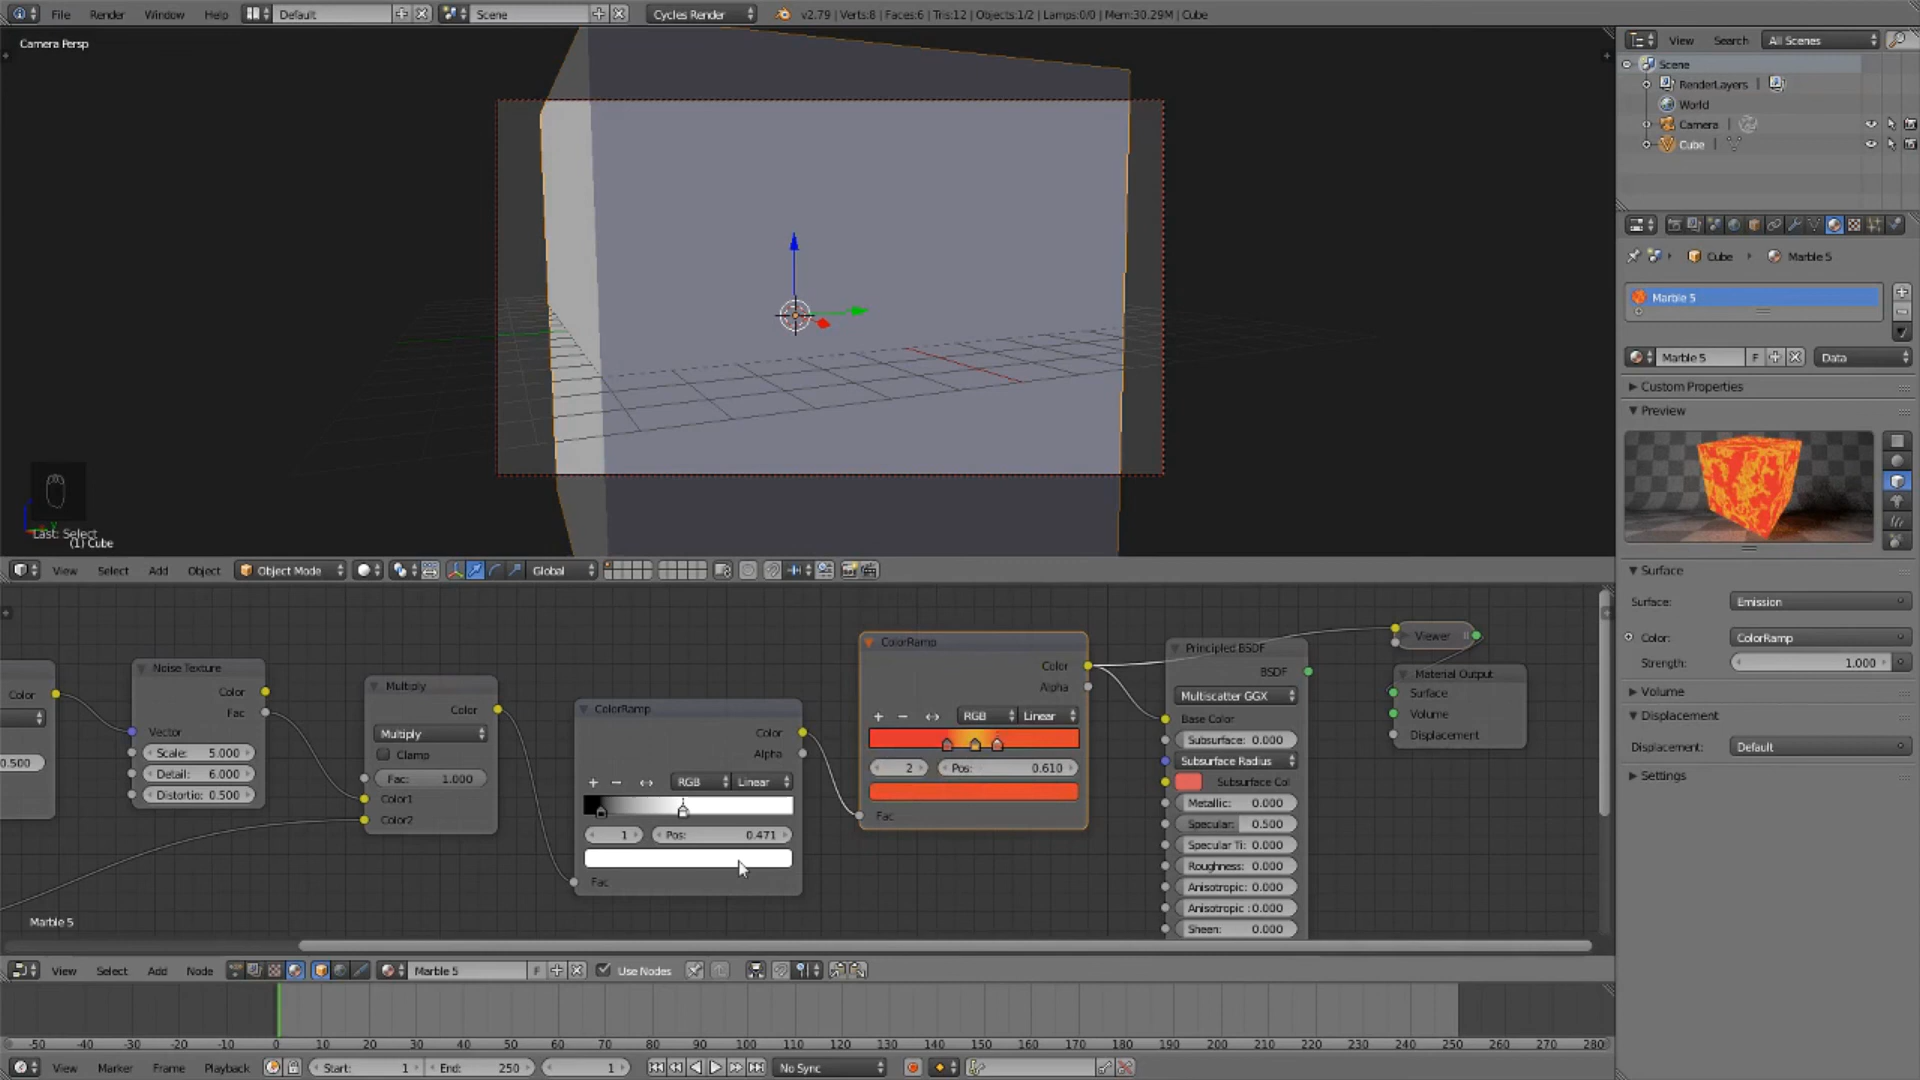 File Render Window Help Default Scene Cycles Render v2.79 | Verts:8 | Faces:6 | Tris:12 | Objects:1/2 | Lamps:0/0 | Mem:30.29M | Cube
Camera Persp
Last: Select
(1) Cube
View Select Add Object Object Mode Global
View Search All Scenes
Scene
RenderLayers |
World
Camera |
Cube |
Cube Marble 5
Marble 5
Marble 5 F Data
Custom Properties
Preview
Surface
Surface: Emission
Color: ColorRamp
Strength: 1.000
Volume
Displacement
Displacement: Default
Settings
Color
0.500
Noise Texture
Color
Fac
Vector
Scale: 5.000
Detail: 6.000
Distortio: 0.500
Multiply
Color
Multiply
Clamp
Fac: 1.000
Color1
Color2
ColorRamp
Color
Alpha
RGB Linear
1 Pos: 0.471
Fac
ColorRamp
Color
Alpha
RGB Linear
2 Pos: 0.610
Fac
Principled BSDF
BSDF
Multiscatter GGX
Base Color
Subsurface: 0.000
Subsurface Radius
Subsurface Col
Metallic: 0.000
Specular: 0.500
Specular Ti: 0.000
Roughness: 0.000
Anisotropic: 0.000
Anisotropic : 0.000
Sheen: 0.000
Viewer
Material Output
Surface
Volume
Displacement
Marble 5
View Select Add Node Marble 5 F Use Nodes
-50 -40 -30 -20 -10 0 10 20 30 40 50 60 70 80 90 100 110 120 130 140 150 160 170 180 190 200 210 220 230 240 250 260 270 280
View Marker Frame Playback Start: 1 End: 250 1 No Sync